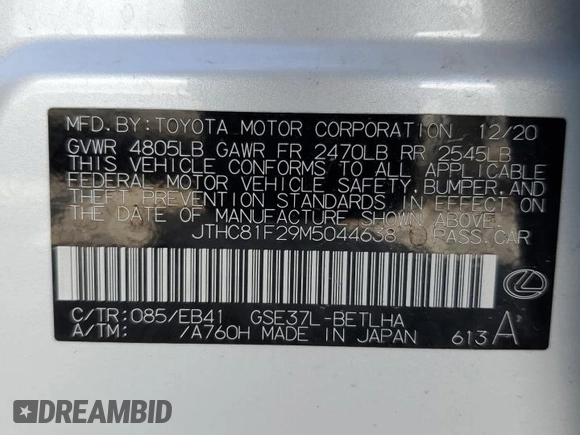 MFD. BY: TOYOTA MOTOR CORPORATION 12/20
GVWR 4805LB GAWR FR 2470LB RR 2545LB
THIS VEHICLE CONFORMS TO ALL APPLICABLE
FEDERAL MOTOR VEHICLE SAFETY, BUMPER, AND
THEFT PREVENTION STANDARDS IN EFFECT ON
THE DATE OF MANUFACTURE SHOWN ABOVE.
JTHC81F29M5044638 PASS.CAR
C/TR: 085/EB41 GSE37L-BETLHA
A/TM: /A760H MADE IN JAPAN 613 A
DREAMBID